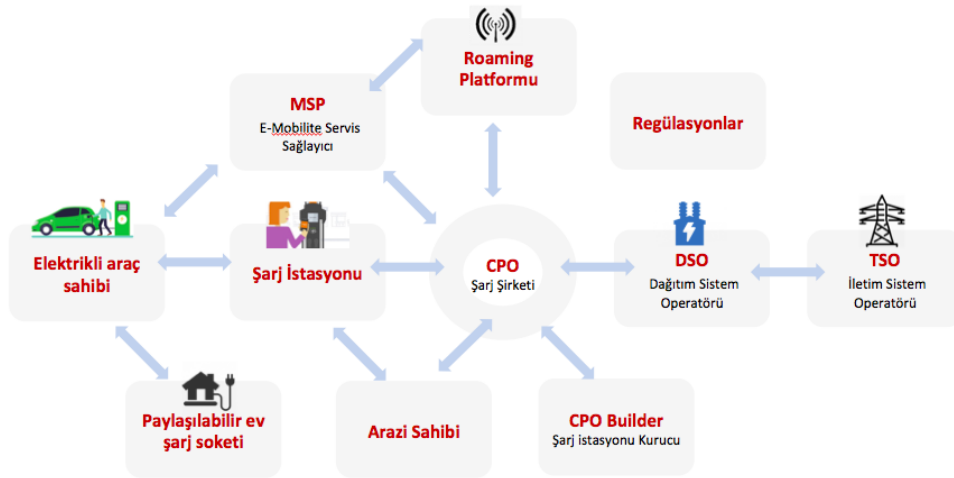 Roaming
Platformu
MSP
E-Mobilite Servis
Sağlayıcı
Regülasyonlar
Elektrikli araç
sahibi
Şarj İstasyonu
CPO
Şarj Şirketi
DSO
Dağıtım Sistem
Operatörü
TSO
İletim Sistem
Operatörü
Paylaşılabilir ev
şarj soketi
Arazi Sahibi
CPO Builder
Şarj istasyonu Kurucu